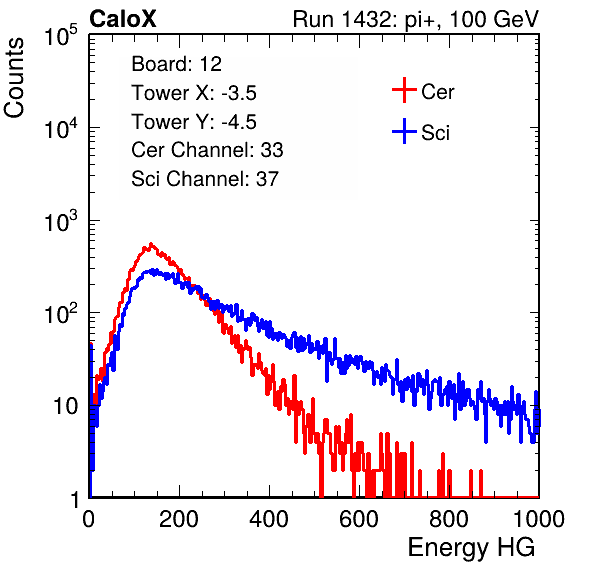 CaloX Run 1432: pi+, 100 GeV
Counts
10^5
10^4
10^3
10^2
10
1
Board: 12
Tower X: -3.5
Tower Y: -4.5
Cer Channel: 33
Sci Channel: 37
Cer
Sci
0 200 400 600 800 1000
Energy HG